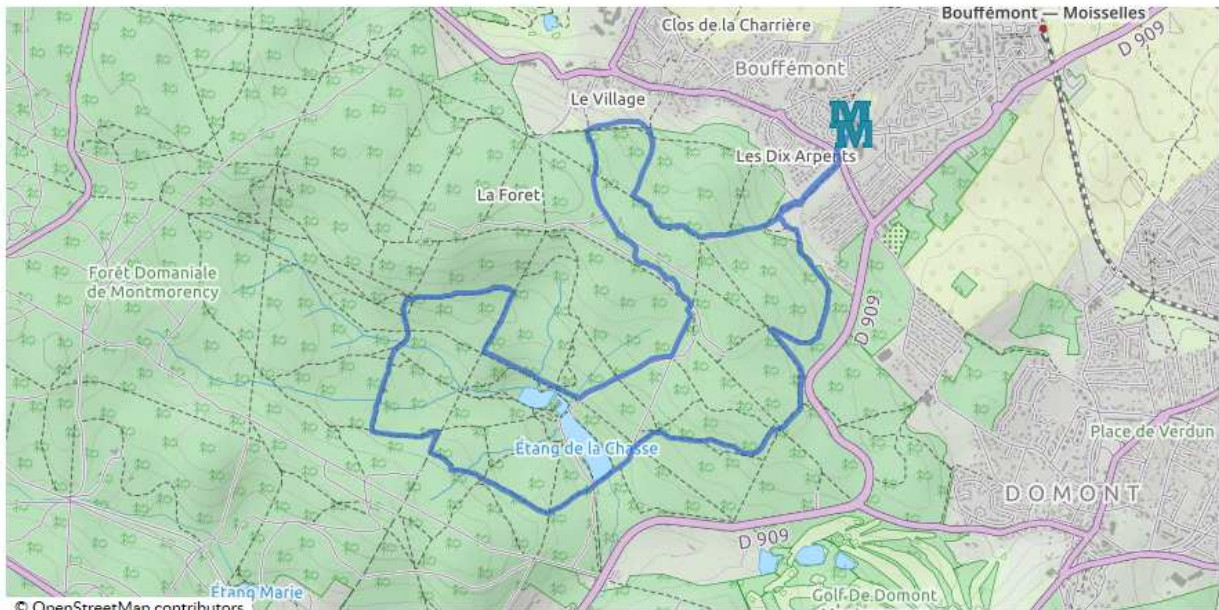 Bouffémont — Moisselles
Clos de la Charrière
D 909
Bouffémont
Le Village
M
M
Les Dix Arpents
La Foret
Forêt Domaniale
de Montmorency
D 909
Place de Verdun
Étang de la Chasse
DOMONT
D 909
Étang Marie
Golf De Domont
© OpenStreetMap contributors